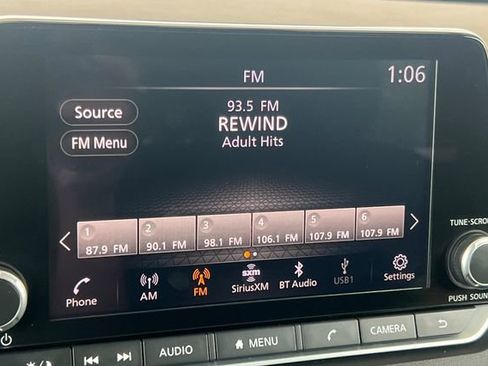 FM
1:06
Source
93.5 FM
REWIND
FM Menu
Adult Hits
1 2 3 4 5 6
87.9 FM 90.1 FM 98.1 FM 106.1 FM 107.9 FM 107.9 FM
TUNE·SCRO
Phone
AM
FM
sxm
SiriusXM
BT Audio
USB1
Settings
PUSH SOUN
AUDIO
MENU
CAMERA